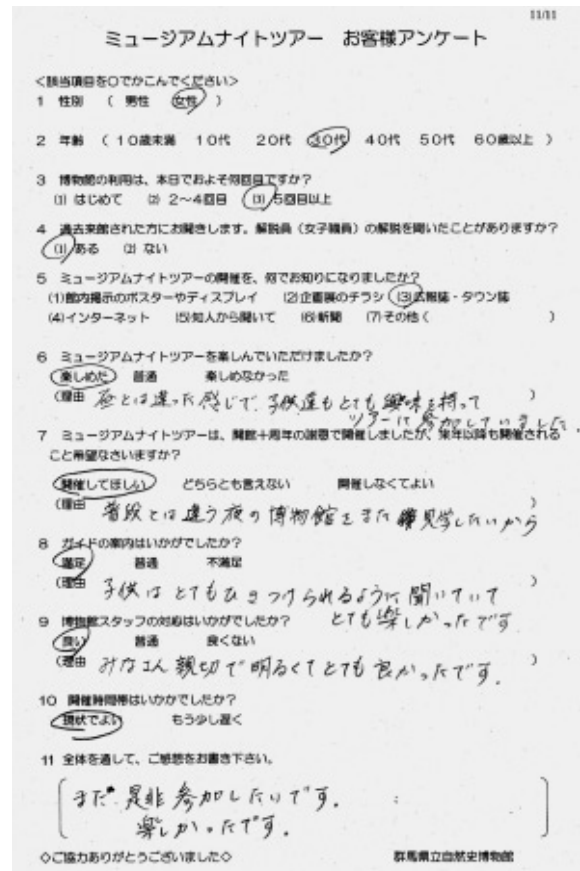 11/11
ミュージアムナイトツアー お客様アンケート
<該当項目を○でかこんでください>
1 性別 ( 男性 女性 )
2 年齢 ( 10歳未満 10代 20代 30代 40代 50代 60歳以上 )
3 博物館の利用は、本日でおよそ何回目ですか?
(1) はじめて (2) 2~4回目 (3) 5回目以上
4 過去来館された方にお聞きします。解説員(女子職員)の解説を聞いたことがありますか?
(1) ある (2) ない
5 ミュージアムナイトツアーの開催を、何でお知りになりましたか?
(1)館内掲示のポスターやディスプレイ (2)企画展のチラシ (3)広報誌・タウン誌
(4)インターネット (5)知人から聞いて (6)新聞 (7)その他( )
6 ミュージアムナイトツアーを楽しんでいただけましたか?
楽しめた 普通 楽しめなかった
(理由 夜とは違った感じで、子供達もとても興味を持って )
ツアーに参加していました。
7 ミュージアムナイトツアーは、開館十周年の謝恩で開催しましたが、来年以降も開催される
こと希望なさいますか?
開催してほしい どちらとも言えない 開催しなくてよい
(理由 普段とは違う夜の博物館をまた見学したいから )
8 ガイドの案内はいかがでしたか?
満足 普通 不満足
(理由 子供はとてもひきつけられるように聞いていて )
とても楽しかったです
9 博物館スタッフの対応はいかがでしたか?
良い 普通 良くない
(理由 みなさん親切で明るくてとても良かったです。 )
10 開催時間帯はいかがでしたか?
現状でよい もう少し遅く
11 全体を通して、ご感想をお書き下さい。
また是非参加したいです。
楽しかったです。
◇ご協力ありがとうございました◇ 群馬県立自然史博物館